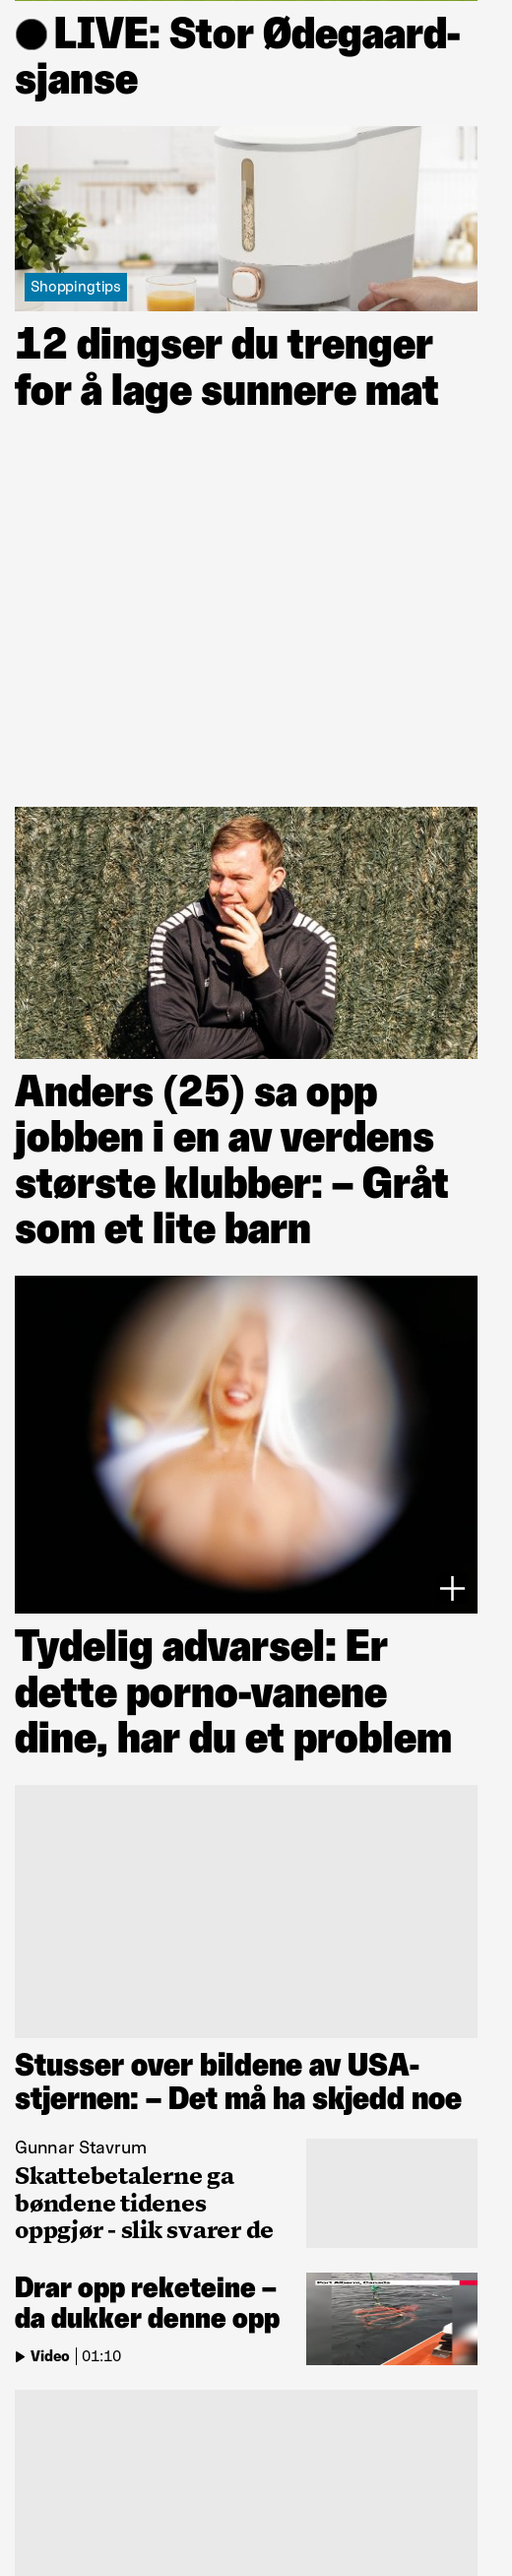 LIVE: Stor Ødegaard-
sjanse
Shoppingtips
12 dingser du trenger
for å lage sunnere mat
Anders (25) sa opp
jobben i en av verdens
største klubber: – Gråt
som et lite barn
Tydelig advarsel: Er
dette porno-vanene
dine, har du et problem
Stusser over bildene av USA-
stjernen: – Det må ha skjedd noe
Gunnar Stavrum
Skattebetalerne ga
bøndene tidenes
oppgjør - slik svarer de
Drar opp reketeine –
da dukker denne opp
Port Alberni, Canada
Video | 01:10